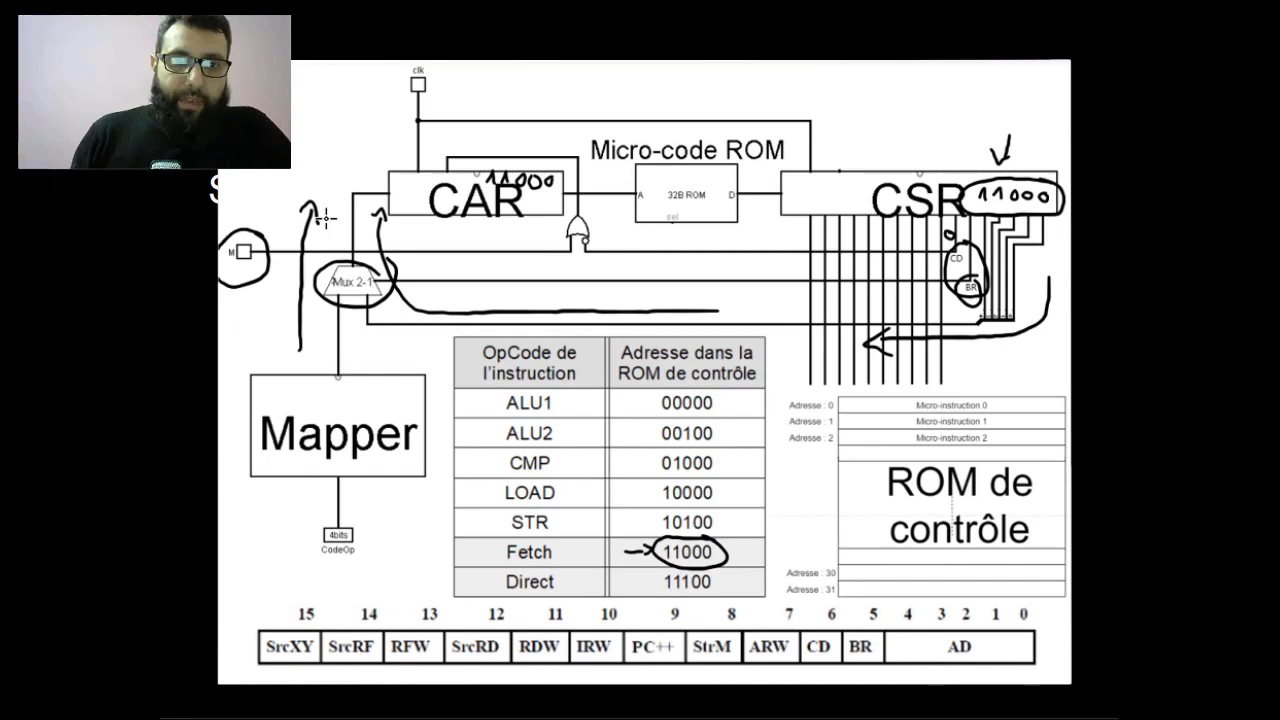 clk
Micro-code ROM
CAR
11000
A 32B ROM D
sel
CSR
11000
M
0
CD
Mux 2-1
BR
Mapper
4bits
CodeOp
OpCode de l'instruction Adresse dans la ROM de contrôle
ALU1 00000
ALU2 00100
CMP 01000
LOAD 10000
STR 10100
Fetch 11000
Direct 11100
Adresse : 0 Micro-instruction 0
Adresse : 1 Micro-instruction 1
Adresse : 2 Micro-instruction 2
ROM de
contrôle
Adresse : 30
Adresse : 31
15 14 13 12 11 10 9 8 7 6 5 4 3 2 1 0
SrcXY SrcRF RFW SrcRD RDW IRW PC++ StrM ARW CD BR AD